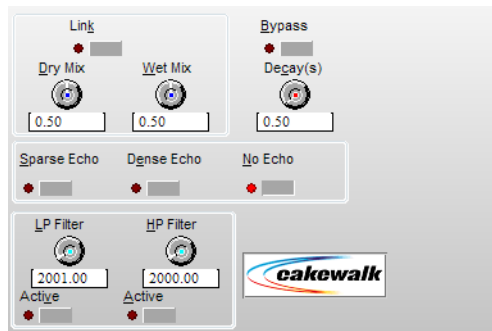 Link
Bypass
Dry Mix
Wet Mix
Decay(s)
0.50
0.50
0.50
Sparse Echo
Dense Echo
No Echo
LP Filter
HP Filter
2001.00
2000.00
Active
Active
cakewalk